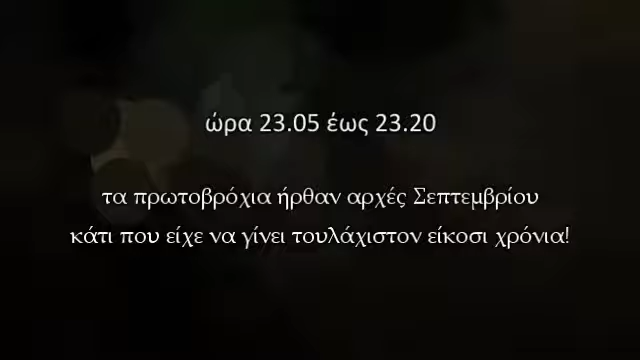 ώρα 23.05 έως 23.20
τα πρωτοβρόχια ήρθαν αρχές Σεπτεμβρίου
κάτι που είχε να γίνει τουλάχιστον είκοσι χρόνια!